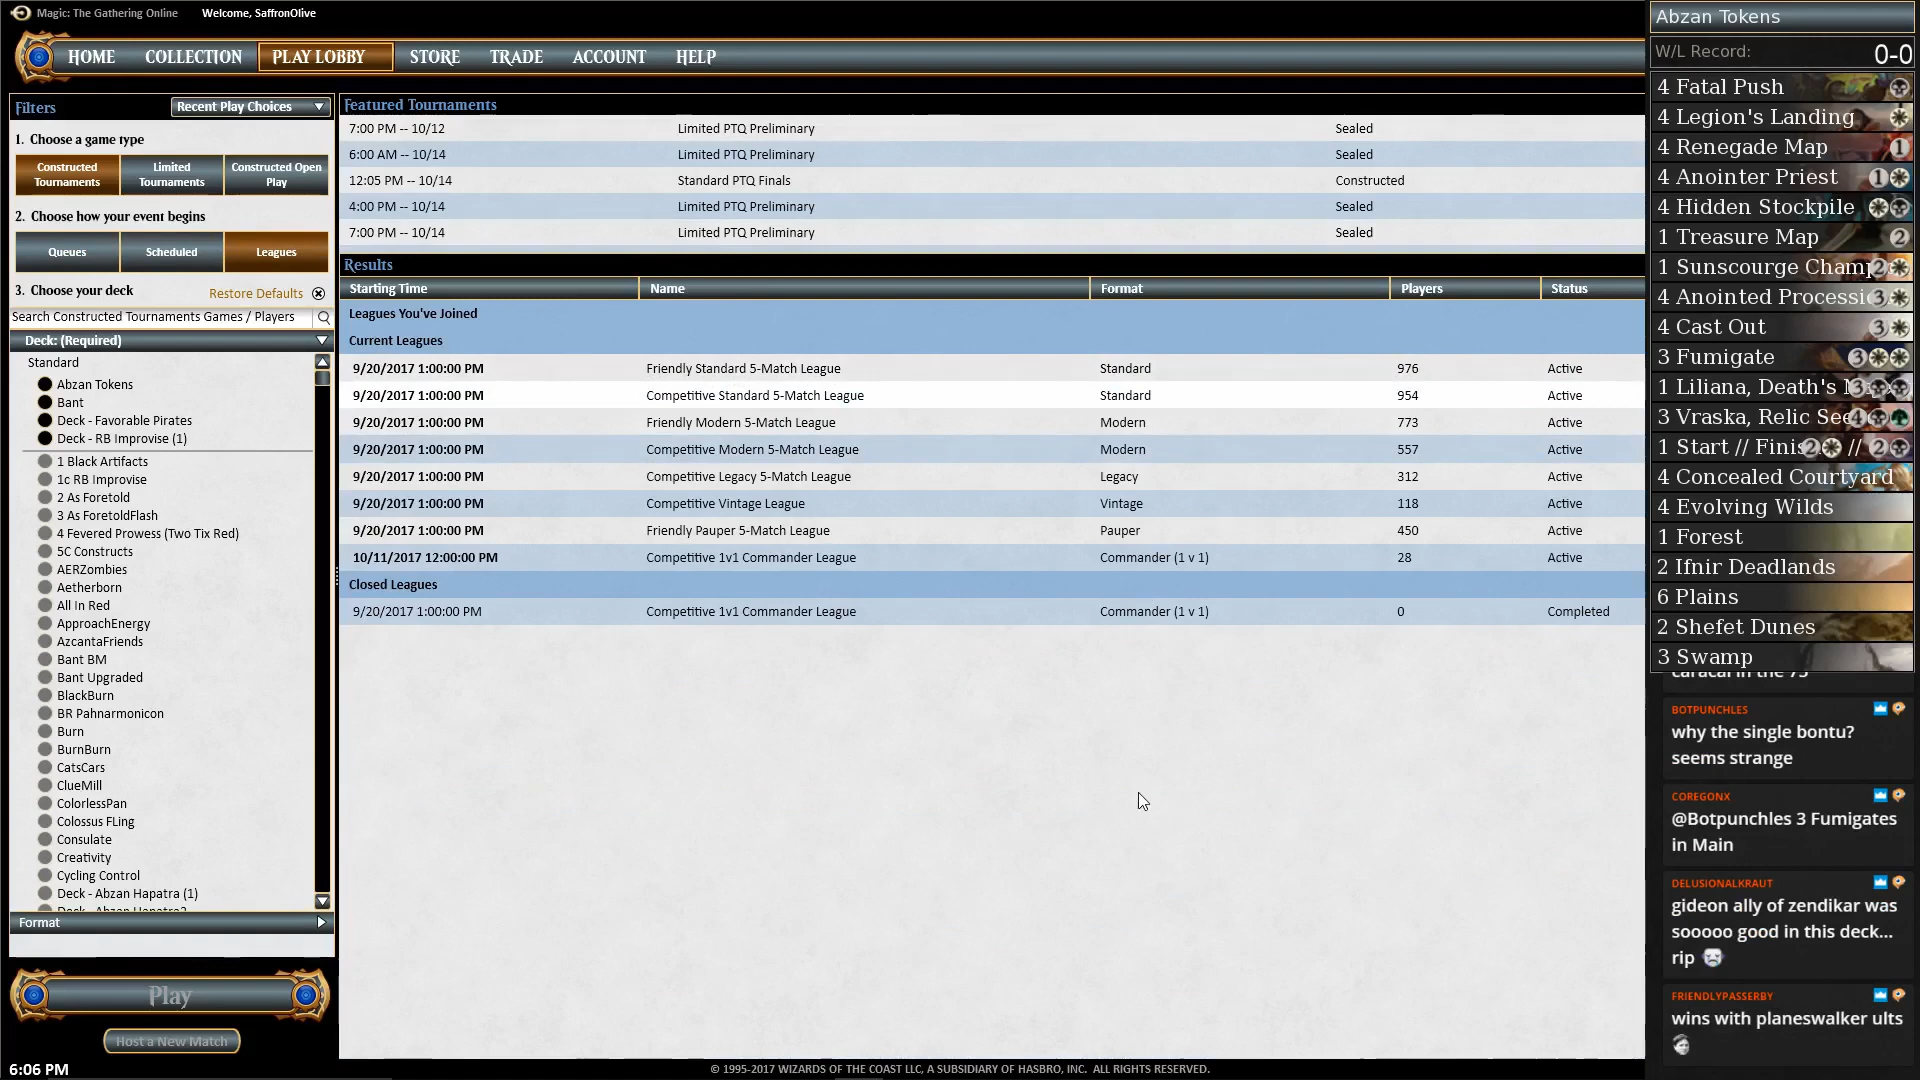 Magic: The Gathering Online
Welcome, SaffronOlive
HOME COLLECTION PLAY LOBBY STORE TRADE ACCOUNT HELP
Filters
Recent Play Choices
1. Choose a game type
Constructed Tournaments
Limited Tournaments
Constructed Open Play
2. Choose how your event begins
Queues Scheduled Leagues
3. Choose your deck
Restore Defaults
Search Constructed Tournaments Games / Players
Deck: (Required)
Standard
Abzan Tokens
Bant
Deck - Favorable Pirates
Deck - RB Improvise (1)
1 Black Artifacts
1c RB Improvise
2 As Foretold
3 As ForetoldFlash
4 Fevered Prowess (Two Tix Red)
5C Constructs
AERZombies
Aetherborn
All In Red
ApproachEnergy
AzcantaFriends
Bant BM
Bant Upgraded
BlackBurn
BR Pahnarmonicon
Burn
BurnBurn
CatsCars
ClueMill
ColorlessPan
Colossus FLing
Consulate
Creativity
Cycling Control
Deck - Abzan Hapatra (1)
Format
Play
Host a New Match
6:06 PM
Featured Tournaments
7:00 PM -- 10/12 Limited PTQ Preliminary Sealed
6:00 AM -- 10/14 Limited PTQ Preliminary Sealed
12:05 PM -- 10/14 Standard PTQ Finals Constructed
4:00 PM -- 10/14 Limited PTQ Preliminary Sealed
7:00 PM -- 10/14 Limited PTQ Preliminary Sealed
Results
Starting Time Name Format Players Status
Leagues You've Joined
Current Leagues
9/20/2017 1:00:00 PM Friendly Standard 5-Match League Standard 976 Active
9/20/2017 1:00:00 PM Competitive Standard 5-Match League Standard 954 Active
9/20/2017 1:00:00 PM Friendly Modern 5-Match League Modern 773 Active
9/20/2017 1:00:00 PM Competitive Modern 5-Match League Modern 557 Active
9/20/2017 1:00:00 PM Competitive Legacy 5-Match League Legacy 312 Active
9/20/2017 1:00:00 PM Competitive Vintage League Vintage 118 Active
9/20/2017 1:00:00 PM Friendly Pauper 5-Match League Pauper 450 Active
10/11/2017 12:00:00 PM Competitive 1v1 Commander League Commander (1 v 1) 28 Active
Closed Leagues
9/20/2017 1:00:00 PM Competitive 1v1 Commander League Commander (1 v 1) 0 Completed
© 1995-2017 WIZARDS OF THE COAST LLC, A SUBSIDIARY OF HASBRO, INC. ALL RIGHTS RESERVED.
Abzan Tokens
W/L Record: 0-0
4 Fatal Push
4 Legion's Landing
4 Renegade Map 1
4 Anointer Priest 1
4 Hidden Stockpile
1 Treasure Map 2
1 Sunscourge Champ 2
4 Anointed Processi 3
4 Cast Out 3
3 Fumigate 3
1 Liliana, Death's M 3
3 Vraska, Relic See 4
1 Start // Finis 2 // 2
4 Concealed Courtyard
4 Evolving Wilds
1 Forest
2 Ifnir Deadlands
6 Plains
2 Shefet Dunes
3 Swamp
caracal in the 75
BOTPUNCHLES
why the single bontu?
seems strange
COREGONX
@Botpunchles 3 Fumigates
in Main
DELUSIONALKRAUT
gideon ally of zendikar was
sooooo good in this deck...
rip
FRIENDLYPASSERBY
wins with planeswalker ults